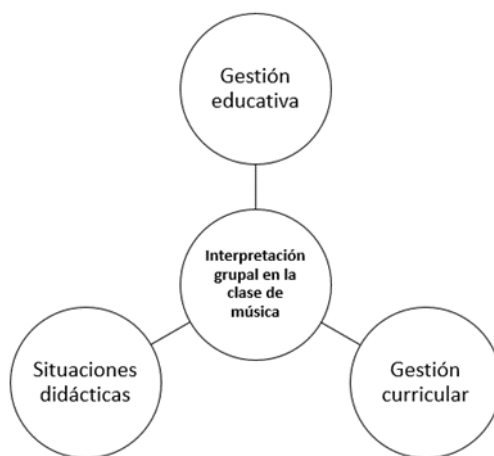 Gestión
educativa
Interpretación
grupal en la
clase de
música
Situaciones
didácticas
Gestión
curricular